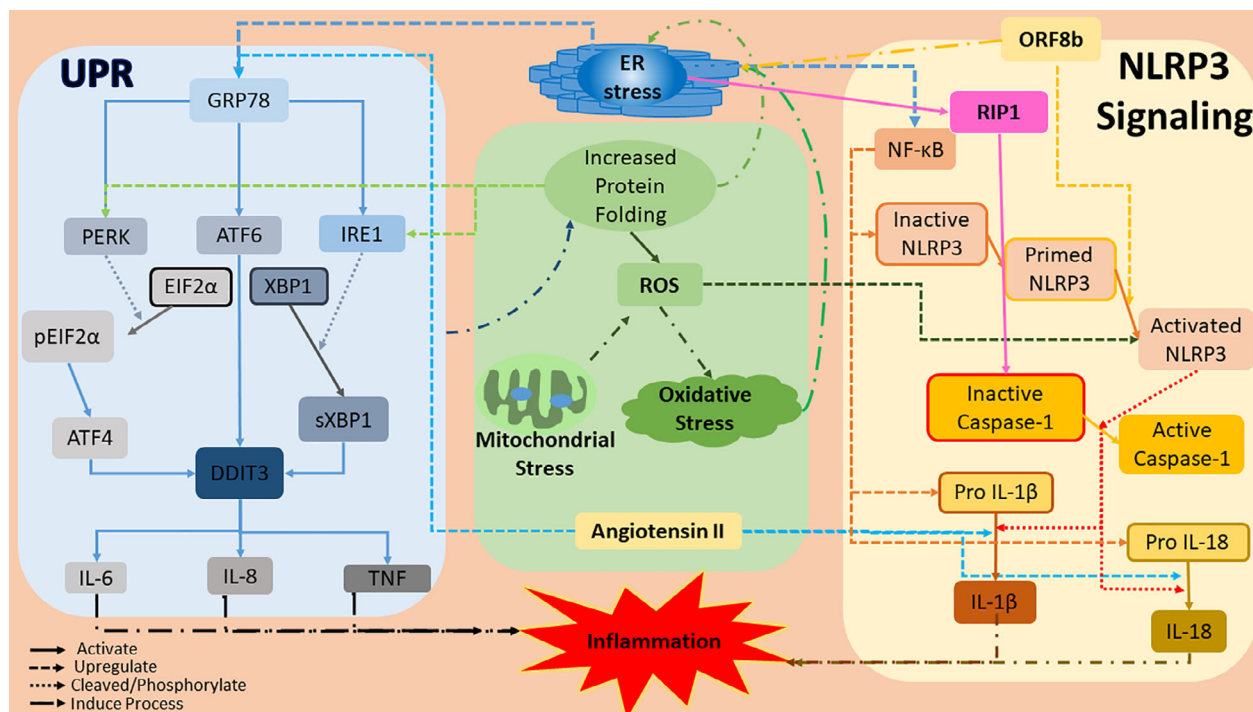 UPR
GRP78
PERK
ATF6
IRE1
EIF2α
XBP1
pEIF2α
ATF4
sXBP1
DDIT3
IL-6
IL-8
TNF
Activate
Upregulate
Cleaved/Phosphorylate
Induce Process
ER
stress
Increased
Protein
Folding
ROS
Mitochondrial
Stress
Oxidative
Stress
Angiotensin II
Inflammation
ORF8b
NLRP3
Signaling
RIP1
NF-κB
Inactive
NLRP3
Primed
NLRP3
Activated
NLRP3
Inactive
Caspase-1
Active
Caspase-1
Pro IL-1β
Pro IL-18
IL-1β
IL-18